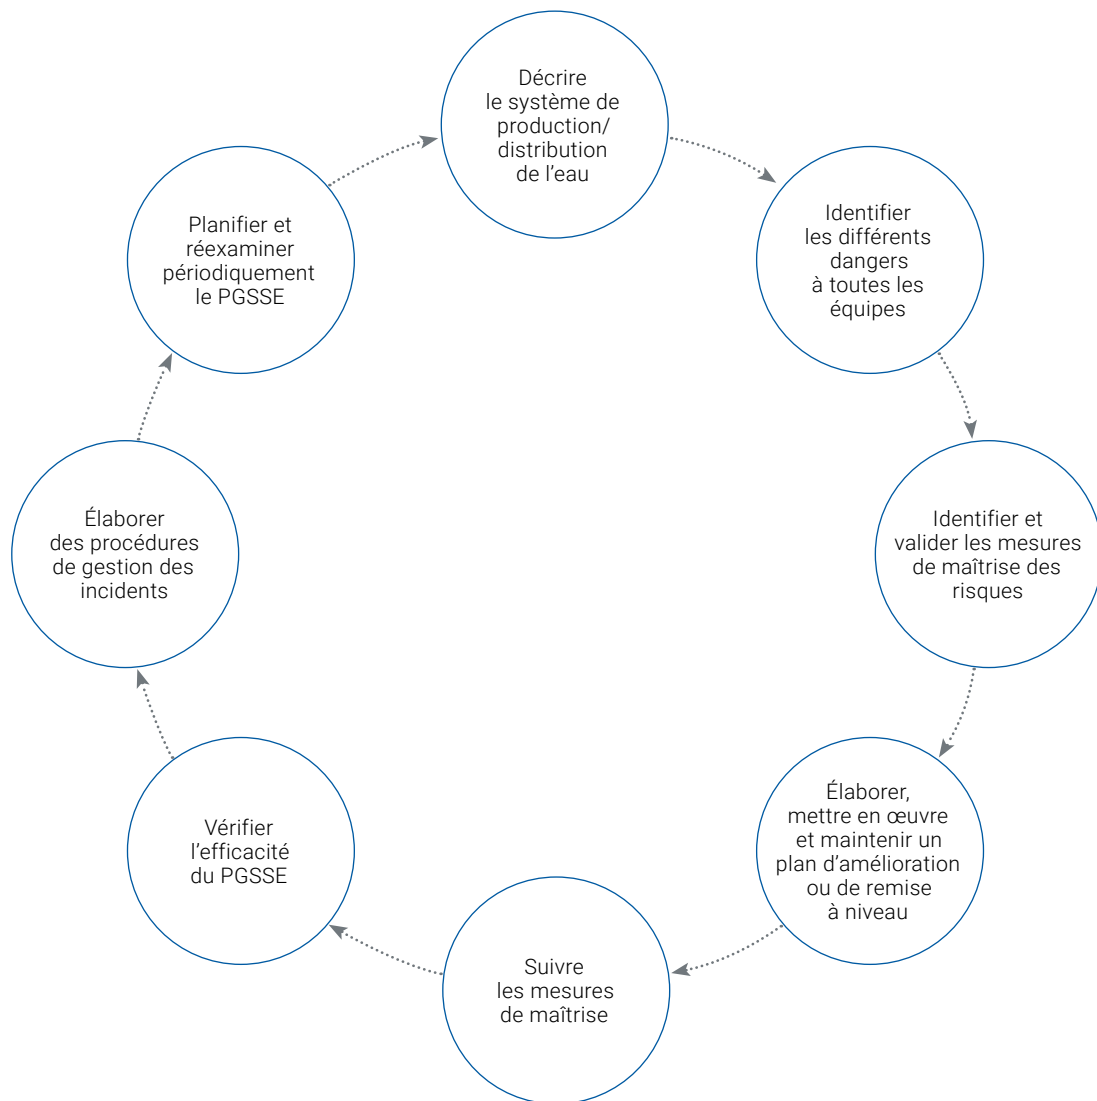 Décrire
le système de
production/
distribution
de l’eau
Identifier
les différents
dangers
à toutes les
équipes
Identifier et
valider les mesures
de maîtrise des
risques
Élaborer,
mettre en œuvre
et maintenir un
plan d’amélioration
ou de remise
à niveau
Suivre
les mesures
de maîtrise
Vérifier
l’efficacité
du PGSSE
Élaborer
des procédures
de gestion des
incidents
Planifier et
réexaminer
périodiquement
le PGSSE